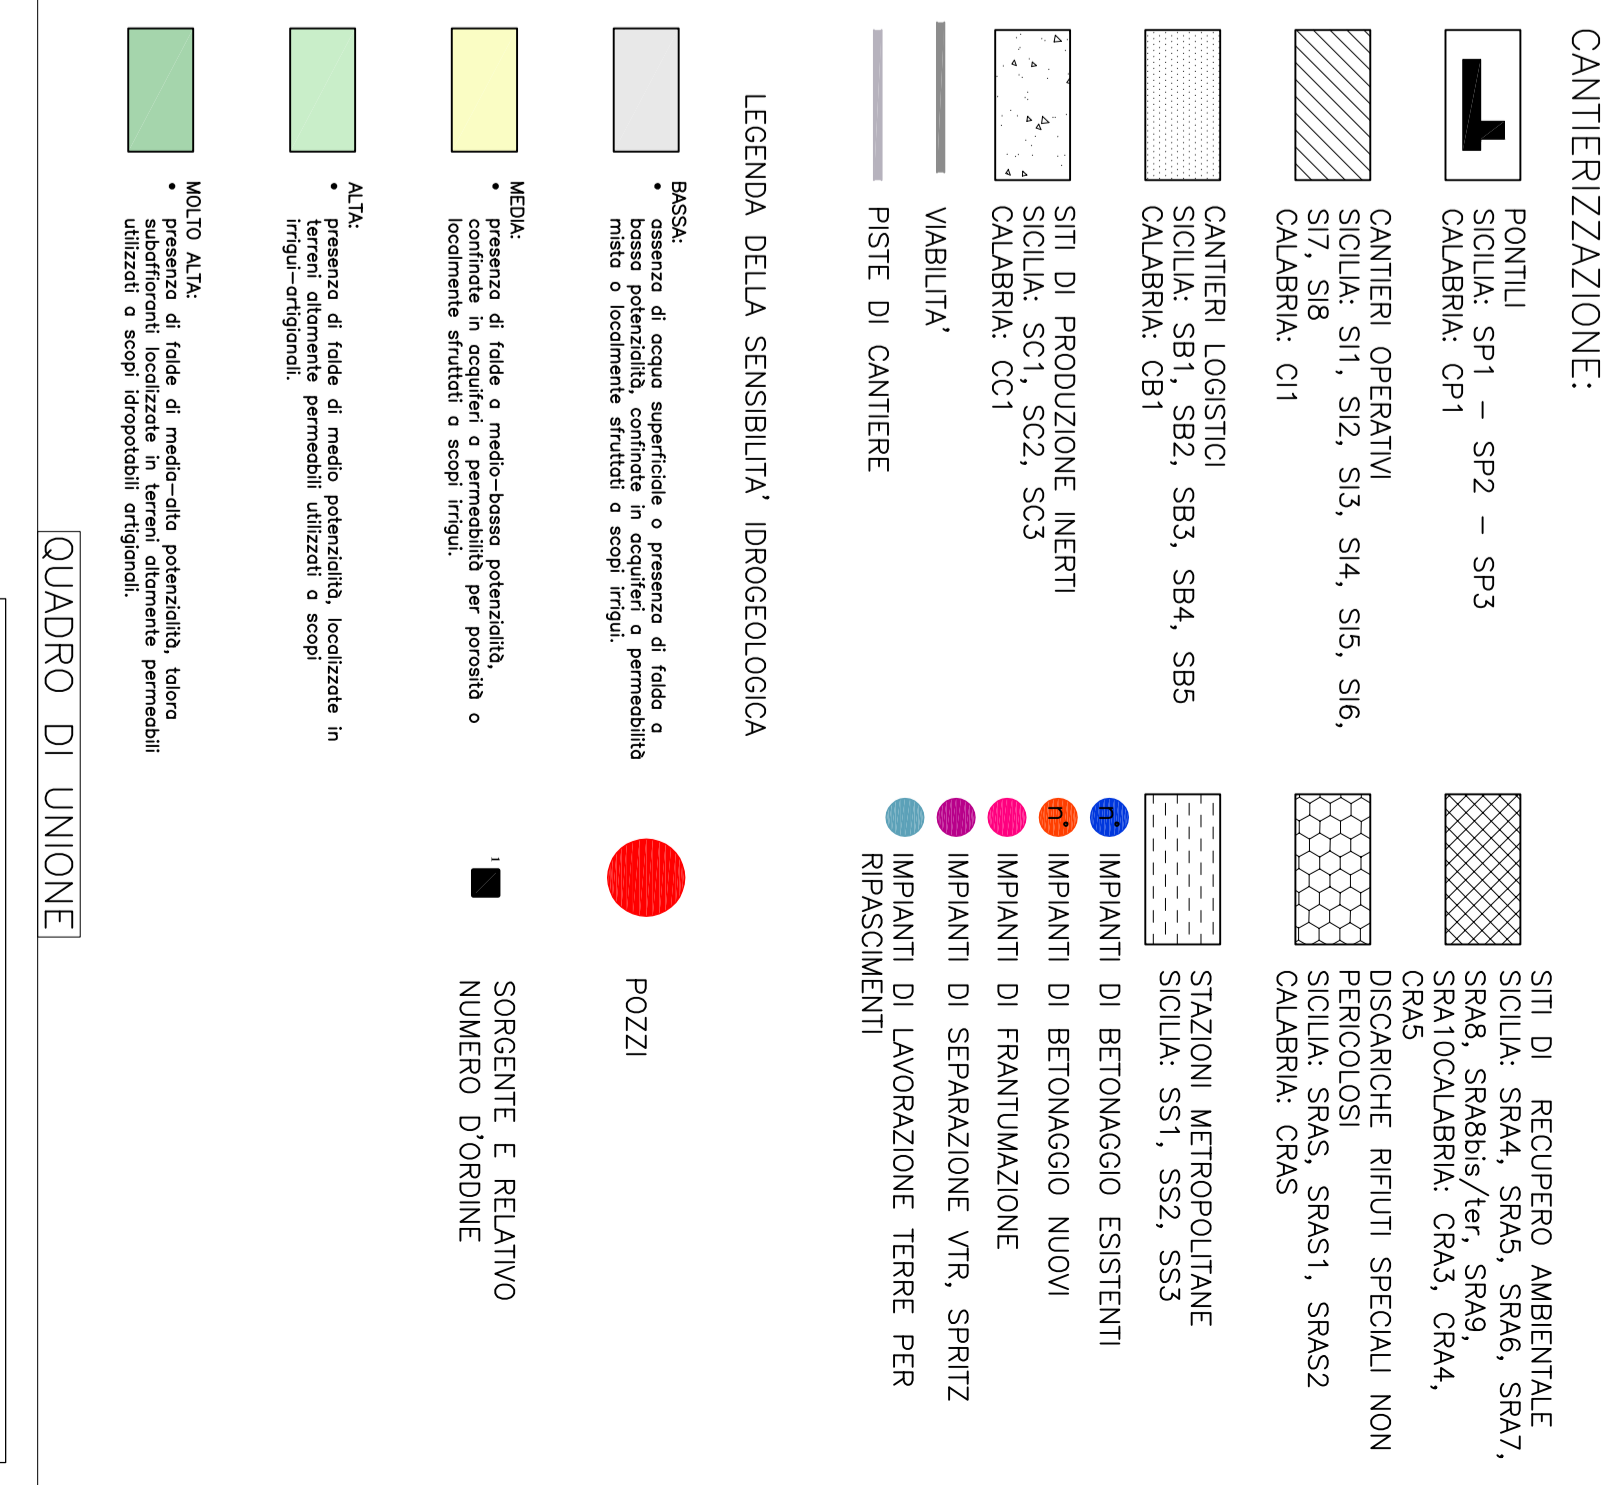 CANTIERIZZAZIONE:
PONTILI
SICILIA: SP1 – SP2 – SP3
CALABRIA: CP1
CANTIERI OPERATIVI
SICILIA: SI1, SI2, SI3, SI4, SI5, SI6,
SI7, SI8
CALABRIA: CI1
CANTIERI LOGISTICI
SICILIA: SB1, SB2, SB3, SB4, SB5
CALABRIA: CB1
SITI DI PRODUZIONE INERTI
SICILIA: SC1, SC2, SC3
CALABRIA: CC1
VIABILITA'
PISTE DI CANTIERE
SITI DI RECUPERO AMBIENTALE
SICILIA: SRA4, SRA5, SRA6, SRA7,
SRA8, SRA8bis/ter, SRA9,
SRA10CALABRIA: CRA3, CRA4,
CRA5
DISCARICHE RIFIUTI SPECIALI NON
PERICOLOSI
SICILIA: SRAS, SRAS1, SRAS2
CALABRIA: CRAS
STAZIONI METROPOLITANE
SICILIA: SS1, SS2, SS3
n° IMPIANTI DI BETONAGGIO ESISTENTI
n° IMPIANTI DI BETONAGGIO NUOVI
IMPIANTI DI FRANTUMAZIONE
IMPIANTI DI SEPARAZIONE VTR, SPRITZ
IMPIANTI DI LAVORAZIONE TERRE PER
RIPASCIMENTI
LEGENDA DELLA SENSIBILITA' IDROGEOLOGICA
BASSA:
• assenza di acqua superficiale o presenza di falda a
bassa potenzialità, confinate in acquiferi a permeabilità
mista o localmente sfruttati a scopi irrigui.
MEDIA:
• presenza di falde a medio–bassa potenzialità,
confinate in acquiferi a permeabilità per porosità o
localmente sfruttati a scopi irrigui.
ALTA:
• presenza di falde di medio potenzialità, localizzate in
terreni altamente permeabili utilizzati a scopi
irrigui–artigianali.
MOLTO ALTA:
• presenza di falde di media–alta potenzialità, talora
subaffioranti localizzate in terreni altamente permeabili
utilizzati a scopi idropotabili artigianali.
POZZI
1
SORGENTE E RELATIVO
NUMERO D'ORDINE
QUADRO DI UNIONE